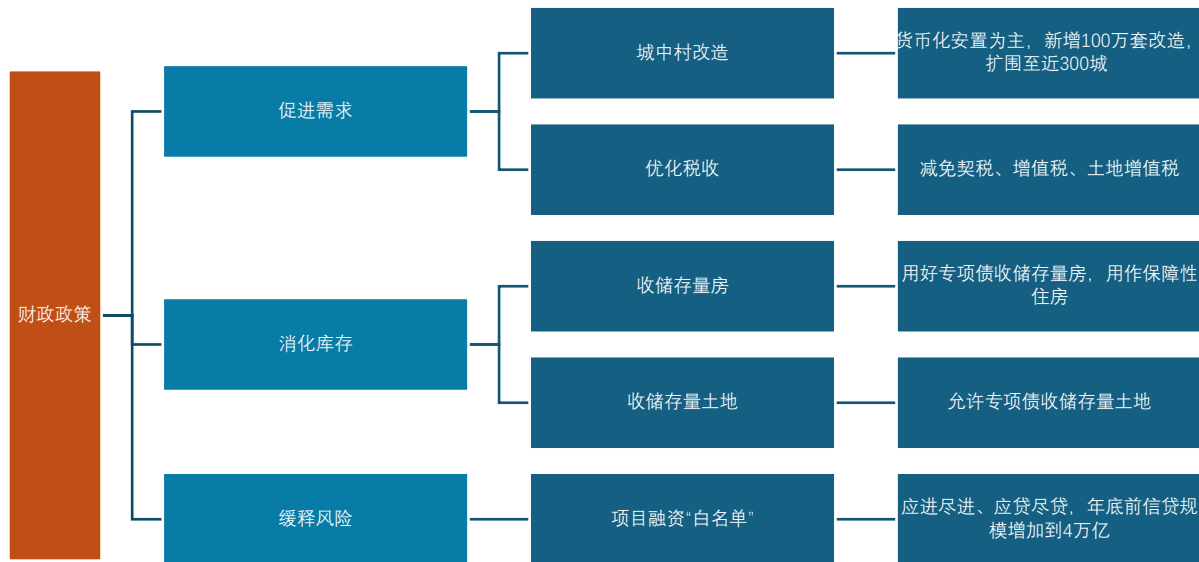 财政政策
促进需求
城中村改造
货币化安置为主，新增100万套改造，
扩围至近300城
优化税收
减免契税、增值税、土地增值税
消化库存
收储存量房
用好专项债收储存量房，用作保障性
住房
收储存量土地
允许专项债收储存量土地
缓释风险
项目融资“白名单”
应进尽进、应贷尽贷，年底前信贷规
模增加到4万亿